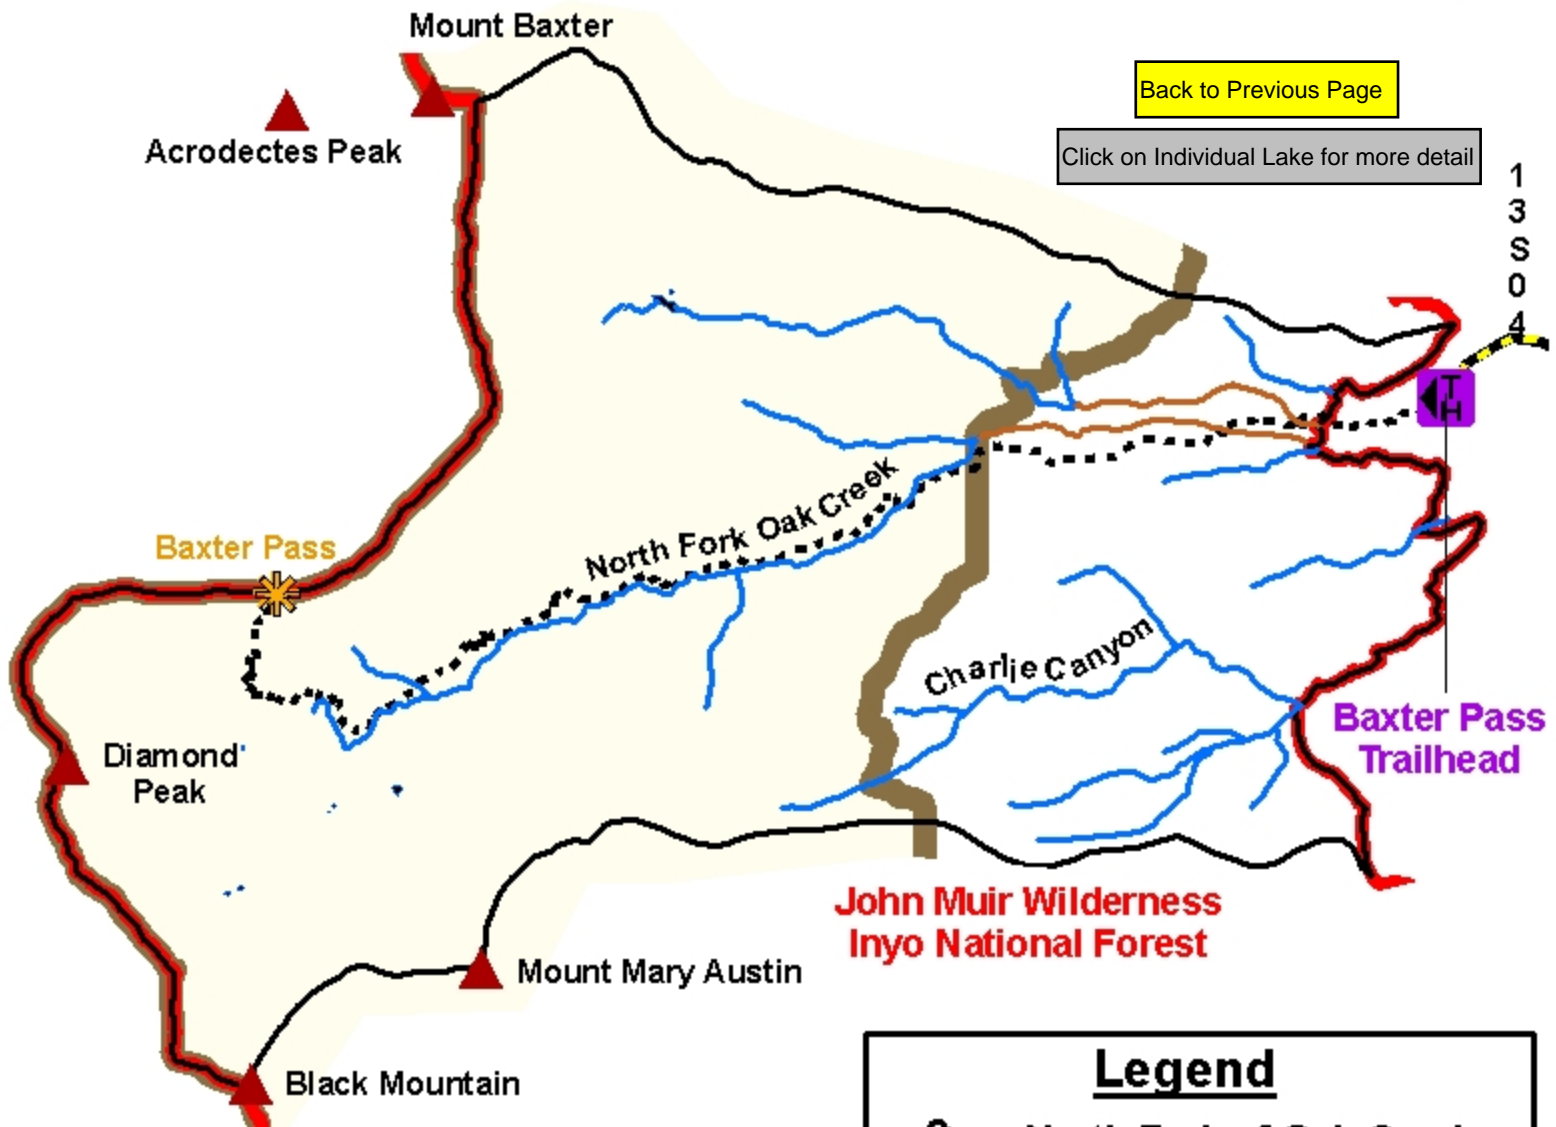 Mount Baxter
Back to Previous Page
Acrodectes Peak
Click on Individual Lake for more detail
1
3
S
0
4
T
H
North Fork Oak Creek
Baxter Pass
Charlie Canyon
Baxter Pass
Trailhead
Diamond
Peak
John Muir Wilderness
Inyo National Forest
Mount Mary Austin
Black Mountain
Legend